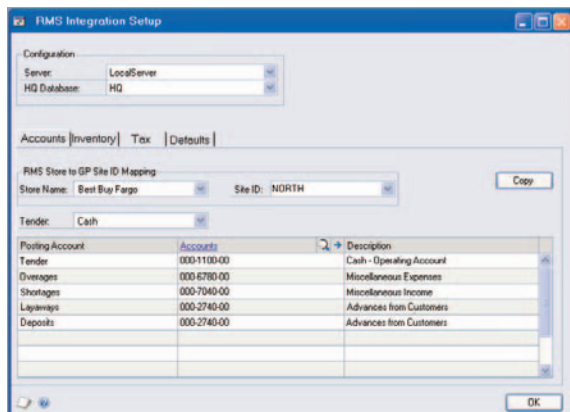 RMS Integration Setup
Configuration
Server: LocalServer
HQ Database: HQ
Accounts Inventory Tax Defaults
RMS Store to GP Site ID Mapping
Store Name: Best Buy Fargo Site ID: NORTH Copy
Tender: Cash
Posting Account Accounts Description
Tender 000-1100-00 Cash - Operating Account
Overages 000-6780-00 Miscellaneous Expenses
Shortages 000-7040-00 Miscellaneous Income
Layaways 000-2740-00 Advances from Customers
Deposits 000-2740-00 Advances from Customers
OK